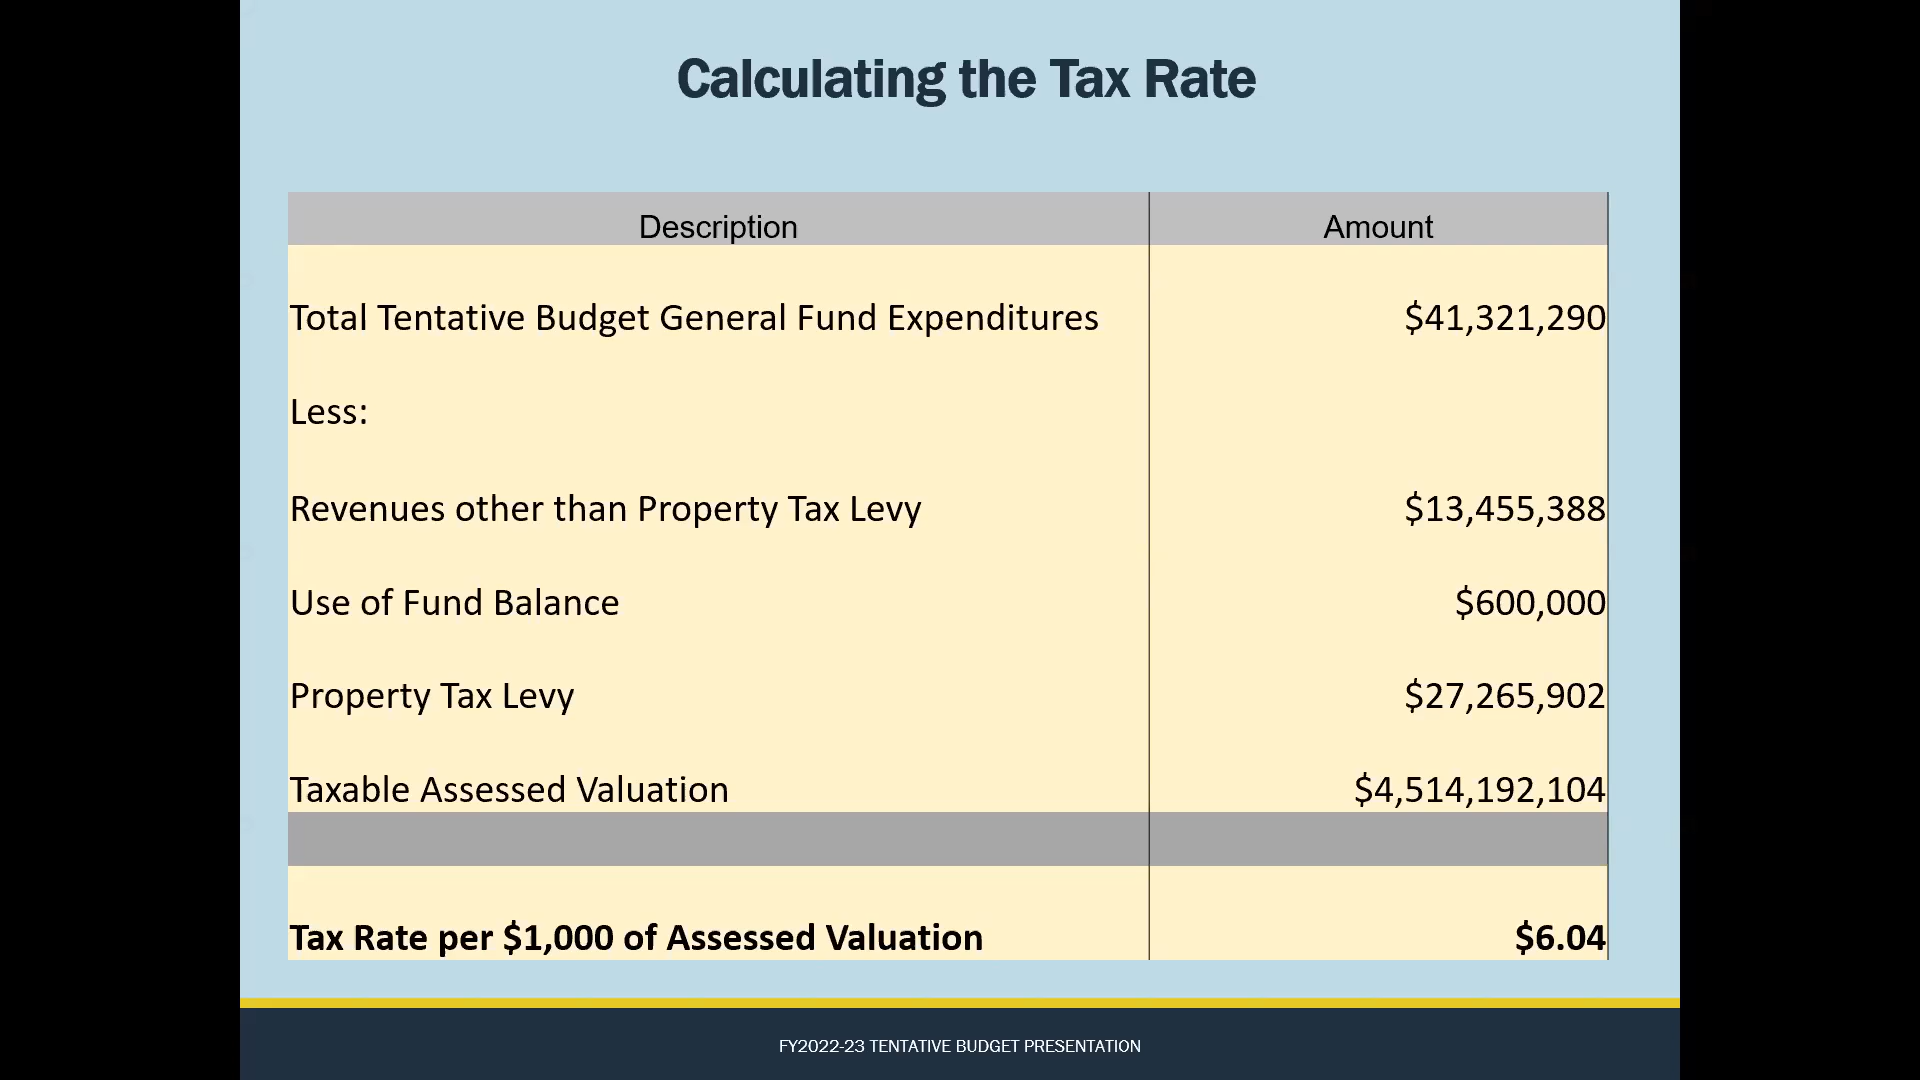 Calculating the Tax Rate
Description Amount
Total Tentative Budget General Fund Expenditures $41,321,290
Less:
Revenues other than Property Tax Levy $13,455,388
Use of Fund Balance $600,000
Property Tax Levy $27,265,902
Taxable Assessed Valuation $4,514,192,104
Tax Rate per $1,000 of Assessed Valuation $6.04
FY2022-23 TENTATIVE BUDGET PRESENTATION